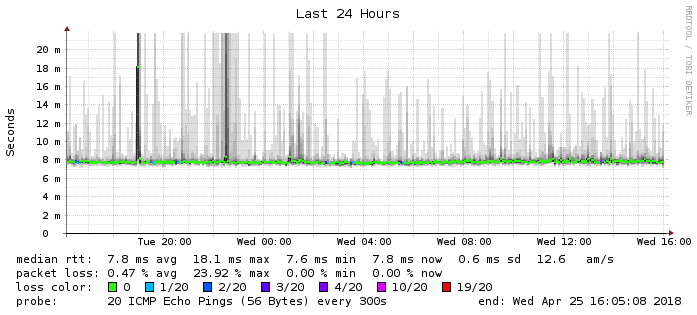 Last 24 Hours
RRDTOOL / TOBI OETIKER
Seconds
20 m
18 m
16 m
14 m
12 m
10 m
8 m
6 m
4 m
2 m
0
Tue 20:00 Wed 00:00 Wed 04:00 Wed 08:00 Wed 12:00 Wed 16:00
median rtt: 7.8 ms avg 18.1 ms max 7.6 ms min 7.8 ms now 0.6 ms sd 12.6 am/s
packet loss: 0.47 % avg 23.92 % max 0.00 % min 0.00 % now
loss color: 0 1/20 2/20 3/20 4/20 10/20 19/20
probe: 20 ICMP Echo Pings (56 Bytes) every 300s end: Wed Apr 25 16:05:08 2018